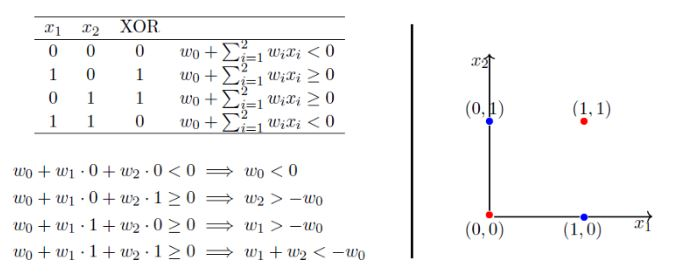 x₁ x₂ XOR
0 0 0 w₀ + ∑²ᵢ₌₁ wᵢxᵢ < 0
1 0 1 w₀ + ∑²ᵢ₌₁ wᵢxᵢ ≥ 0
0 1 1 w₀ + ∑²ᵢ₌₁ wᵢxᵢ ≥ 0
1 1 0 w₀ + ∑²ᵢ₌₁ wᵢxᵢ < 0
w₀ + w₁ · 0 + w₂ · 0 < 0 ⟹ w₀ < 0
w₀ + w₁ · 0 + w₂ · 1 ≥ 0 ⟹ w₂ > −w₀
w₀ + w₁ · 1 + w₂ · 0 ≥ 0 ⟹ w₁ > −w₀
w₀ + w₁ · 1 + w₂ · 1 ≥ 0 ⟹ w₁ + w₂ < −w₀
x₂
(0, 1) (1, 1)
(0, 0) (1, 0) x₁